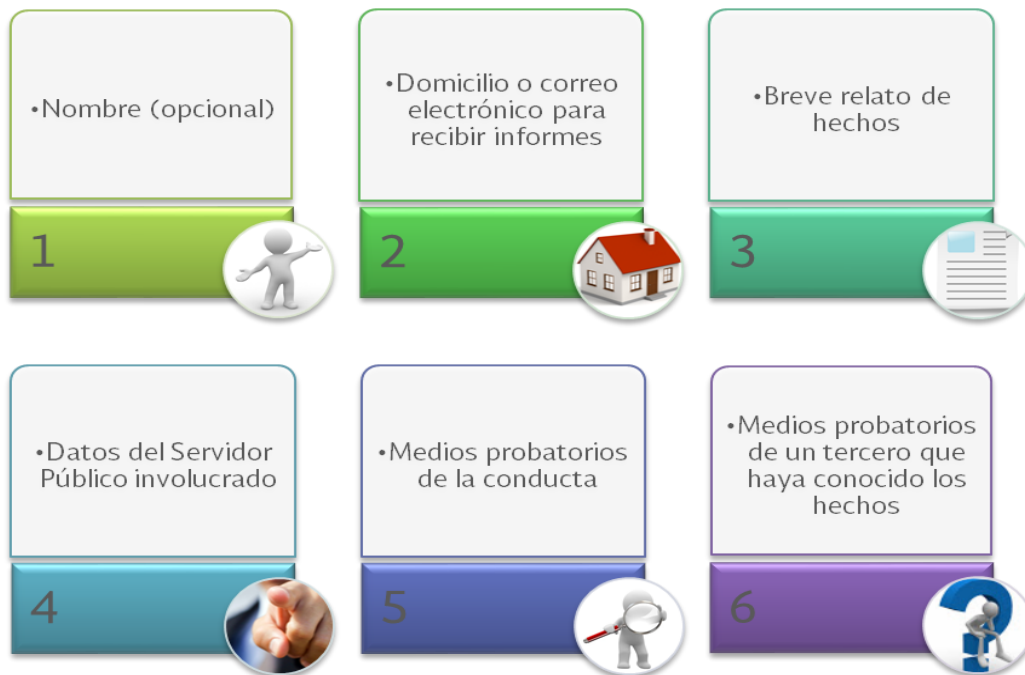 •Nombre (opcional)
1
•Domicilio o correo
electrónico para
recibir informes
2
•Breve relato de
hechos
3
•Datos del Servidor
Público involucrado
4
•Medios probatorios
de la conducta
5
•Medios probatorios
de un tercero que
haya conocido los
hechos
6